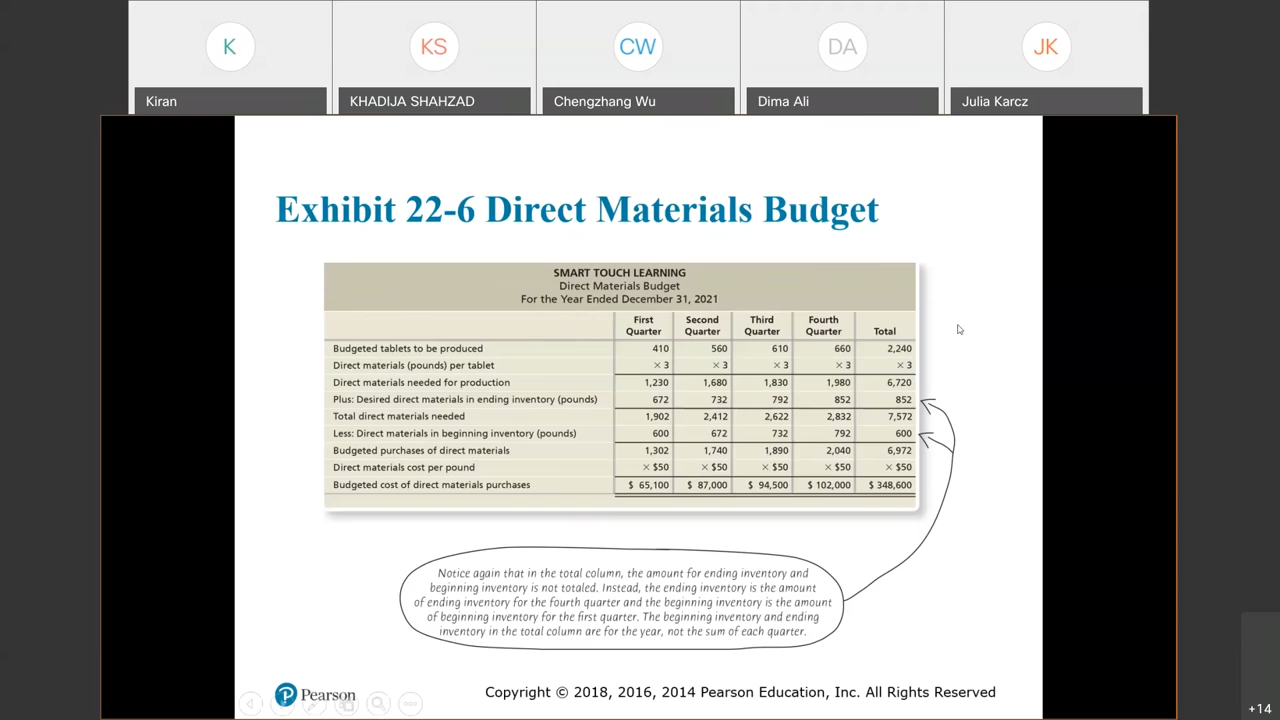 K
KS
CW
DA
JK
Kiran
KHADIJA SHAHZAD
Chengzhang Wu
Dima Ali
Julia Karcz
Exhibit 22-6 Direct Materials Budget
SMART TOUCH LEARNING
Direct Materials Budget
For the Year Ended December 31, 2021
First Quarter Second Quarter Third Quarter Fourth Quarter Total
Budgeted tablets to be produced 410 560 610 660 2,240
Direct materials (pounds) per tablet × 3 × 3 × 3 × 3 × 3
Direct materials needed for production 1,230 1,680 1,830 1,980 6,720
Plus: Desired direct materials in ending inventory (pounds) 672 732 792 852 852
Total direct materials needed 1,902 2,412 2,622 2,832 7,572
Less: Direct materials in beginning inventory (pounds) 600 672 732 792 600
Budgeted purchases of direct materials 1,302 1,740 1,890 2,040 6,972
Direct materials cost per pound × $50 × $50 × $50 × $50 × $50
Budgeted cost of direct materials purchases $ 65,100 $ 87,000 $ 94,500 $ 102,000 $ 348,600
Notice again that in the total column, the amount for ending inventory and
beginning inventory is not totaled. Instead, the ending inventory is the amount
of ending inventory for the fourth quarter and the beginning inventory is the amount
of beginning inventory for the first quarter. The beginning inventory and ending
inventory in the total column are for the year, not the sum of each quarter.
P Pearson
Copyright © 2018, 2016, 2014 Pearson Education, Inc. All Rights Reserved
+14